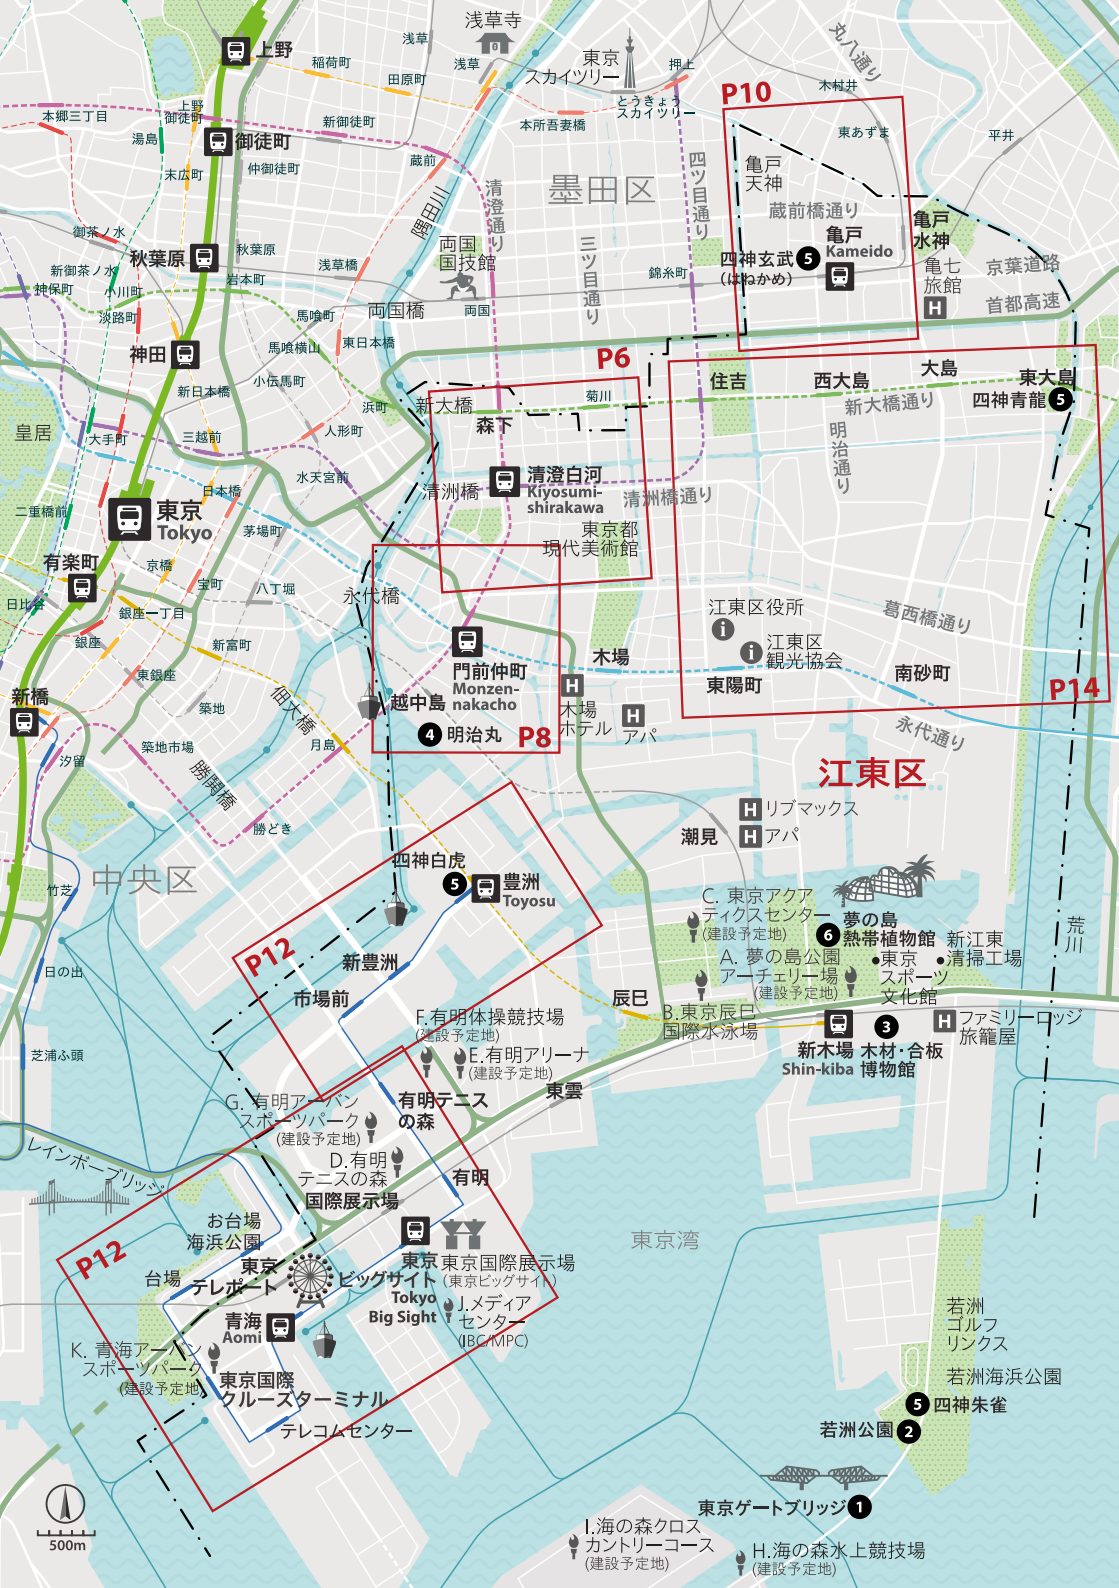 浅草寺
丸八通り
上野
浅草
稲荷町
田原町
浅草
東京
スカイツリー
押上
木村井
P10
上野
御徒町
本郷三丁目
湯島
御徒町
新御徒町
本所吾妻橋
とうきょう
スカイツリー
東あずま
平井
仲御徒町
末広町
蔵前
四ツ目通り
亀戸
天神
清澄通り
墨田区
蔵前橋通り
隅田川
亀戸
水神
御茶ノ水
秋葉原
秋葉原
両国
国技館
三ツ目通り
亀戸
Kameido
四神玄武
5
(はねかめ)
新御茶ノ水
岩本町
浅草橋
錦糸町
亀七
旅館
H
京葉道路
神保町
小川町
首都高速
淡路町
馬喰町
両国橋
両国
神田
馬喰横山
東日本橋
P6
小伝馬町
新日本橋
住吉
西大島
大島
東大島
四神青龍
5
浜町
新大橋
菊川
新大橋通り
皇居
大手町
三越前
人形町
森下
明治通り
水天宮前
日本橋
清洲橋
清澄白河
Kiyosumi-
shirakawa
清洲橋通り
二重橋前
東京
Tokyo
茅場町
東京都
現代美術館
有楽町
京橋
宝町
八丁堀
永代橋
日比谷
銀座一丁目
江東区役所
葛西橋通り
銀座
新富町
江東区
観光協会
門前仲町
Monzen-
nakacho
木場
東陽町
南砂町
新橋
東銀座
佃大橋
越中島
木場
ホテル
H
H
アパ
P14
築地
築地市場
月島
4
明治丸
P8
永代通り
汐留
勝鬨橋
江東区
勝どき
H
リブマックス
潮見
H
アパ
中央区
竹芝
四神白虎
5
豊洲
Toyosu
C. 東京アクア
ティクスセンター
(建設予定地)
夢の島
6
熱帯植物館
新江東
清掃工場
荒川
P12
新豊洲
A. 夢の島公園
アーチェリー場
(建設予定地)
●東京
スポーツ
文化館
日の出
市場前
辰巳
B.東京辰巳
国際水泳場
F.有明体操競技場
(建設予定地)
3
H
ファミリーロッジ
旅籠屋
芝浦ふ頭
E.有明アリーナ
(建設予定地)
新木場
Shin-kiba
木材・合板
博物館
G. 有明アーバン
スポーツパーク
(建設予定地)
有明テニス
の森
東雲
レインボーブリッジ
D.有明
テニスの森
国際展示場
有明
お台場
海浜公園
東京湾
P12
東京
テレポート
台場
東京
ビッグサイト
Tokyo
Big Sight
東京国際展示場
(東京ビッグサイト)
青海
Aomi
J.メディア
センター
(IBC/MPC)
若洲
ゴルフ
リンクス
K. 青海アーバン
スポーツパーク
(建設予定地)
東京国際
クルーズターミナル
若洲海浜公園
テレコムセンター
5
四神朱雀
若洲公園
2
東京ゲートブリッジ
1
500m
I.海の森クロス
カントリーコース
(建設予定地)
H.海の森水上競技場
(建設予定地)